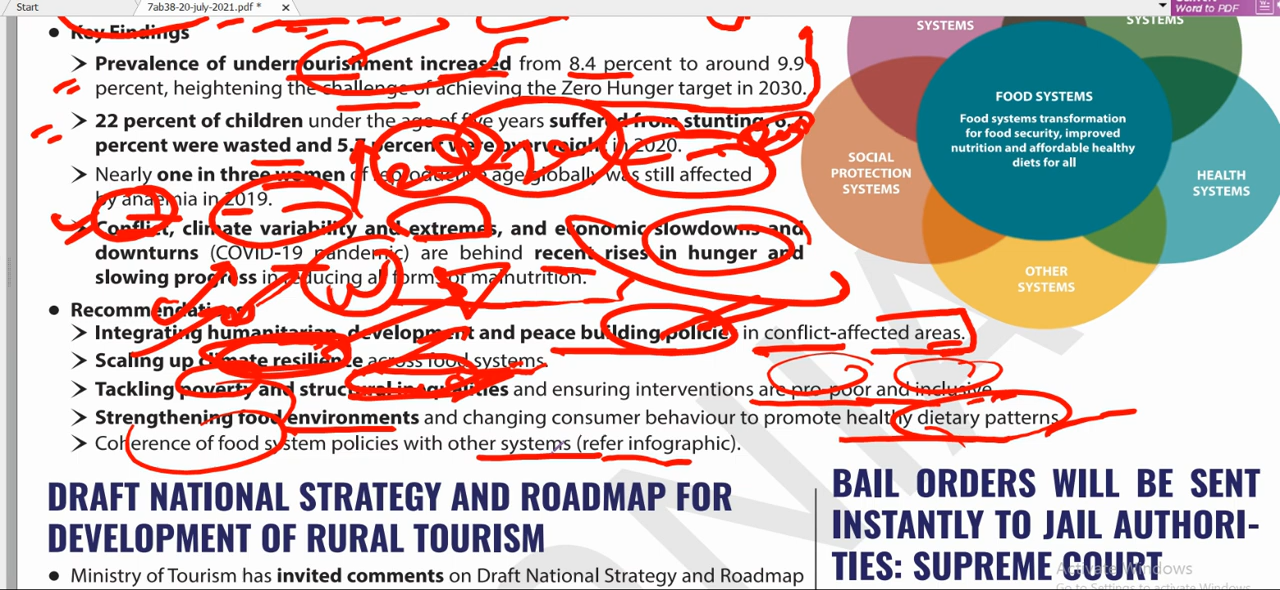 Start
7ab38-20-july-2021.pdf *
Word to PDF
● Key Findings
➤ Prevalence of undernourishment increased from 8.4 percent to around 9.9
percent, heightening the challenge of achieving the Zero Hunger target in 2030.
➤ 22 percent of children under the age of five years suffered from stunting, 6.
percent were wasted and 5.7 percent were overweight in 2020.
➤ Nearly one in three women of reproductive age globally was still affected
by anaemia in 2019.
➤ Conflict, climate variability and extremes, and economic slowdowns and
downturns (COVID-19 pandemic) are behind recent rises in hunger and
slowing progress in reducing all forms of malnutrition.
● Recommendations
➤ Integrating humanitarian, development and peace building policies in conflict-affected areas.
➤ Scaling up climate resilience across food systems.
➤ Tackling poverty and structural inequalities and ensuring interventions are pro-poor and inclusive.
➤ Strengthening food environments and changing consumer behaviour to promote healthy dietary patterns
➤ Coherence of food system policies with other systems (refer infographic).
SYSTEMS
SYSTEMS
FOOD SYSTEMS
Food systems transformation
for food security, improved
nutrition and affordable healthy
diets for all
SOCIAL
PROTECTION
SYSTEMS
HEALTH
SYSTEMS
OTHER
SYSTEMS
DRAFT NATIONAL STRATEGY AND ROADMAP FOR
DEVELOPMENT OF RURAL TOURISM
● Ministry of Tourism has invited comments on Draft National Strategy and Roadmap
BAIL ORDERS WILL BE SENT
INSTANTLY TO JAIL AUTHORI-
TIES: SUPREME COURT
Activate Windows
Go to Settings to activate Windows.